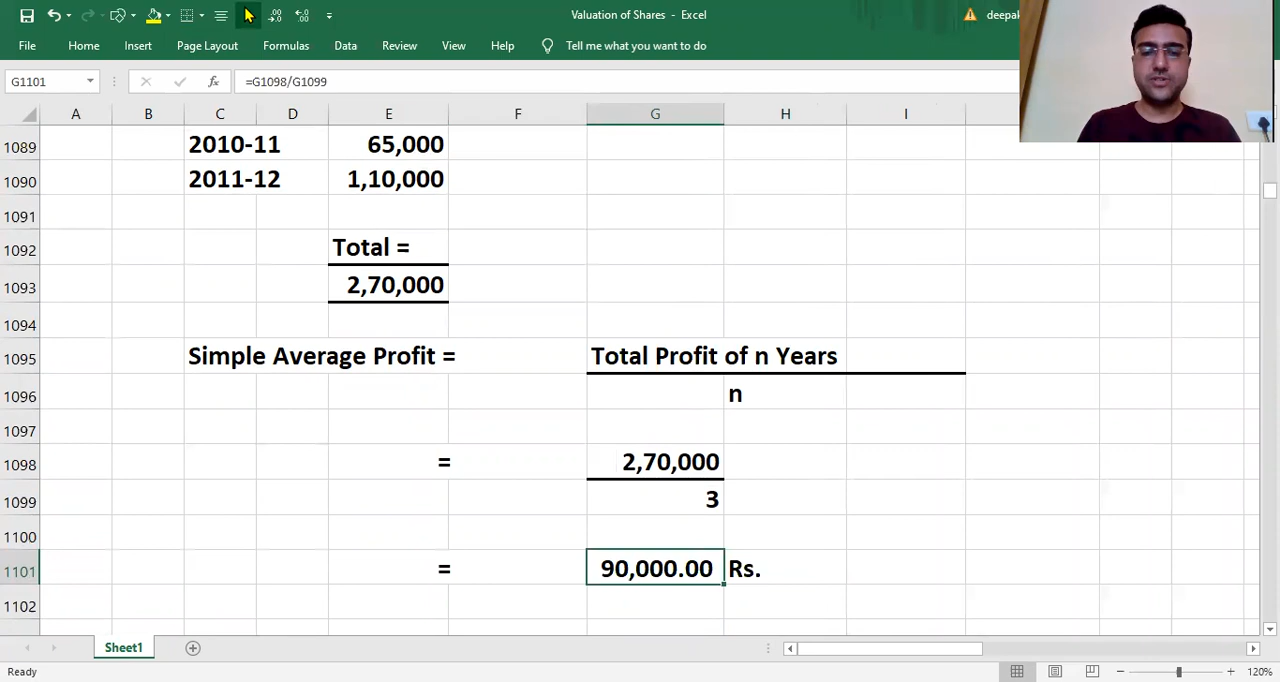 Valuation of Shares - Excel
deepak
File Home Insert Page Layout Formulas Data Review View Help Tell me what you want to do
G1101 fx =G1098/G1099
A B C D E F G H I
1089 2010-11 65,000
1090 2011-12 1,10,000
1091
1092 Total =
1093 2,70,000
1094
1095 Simple Average Profit = Total Profit of n Years
1096 n
1097
1098 = 2,70,000
1099 3
1100
1101 = 90,000.00 Rs.
1102
Sheet1
Ready 120%